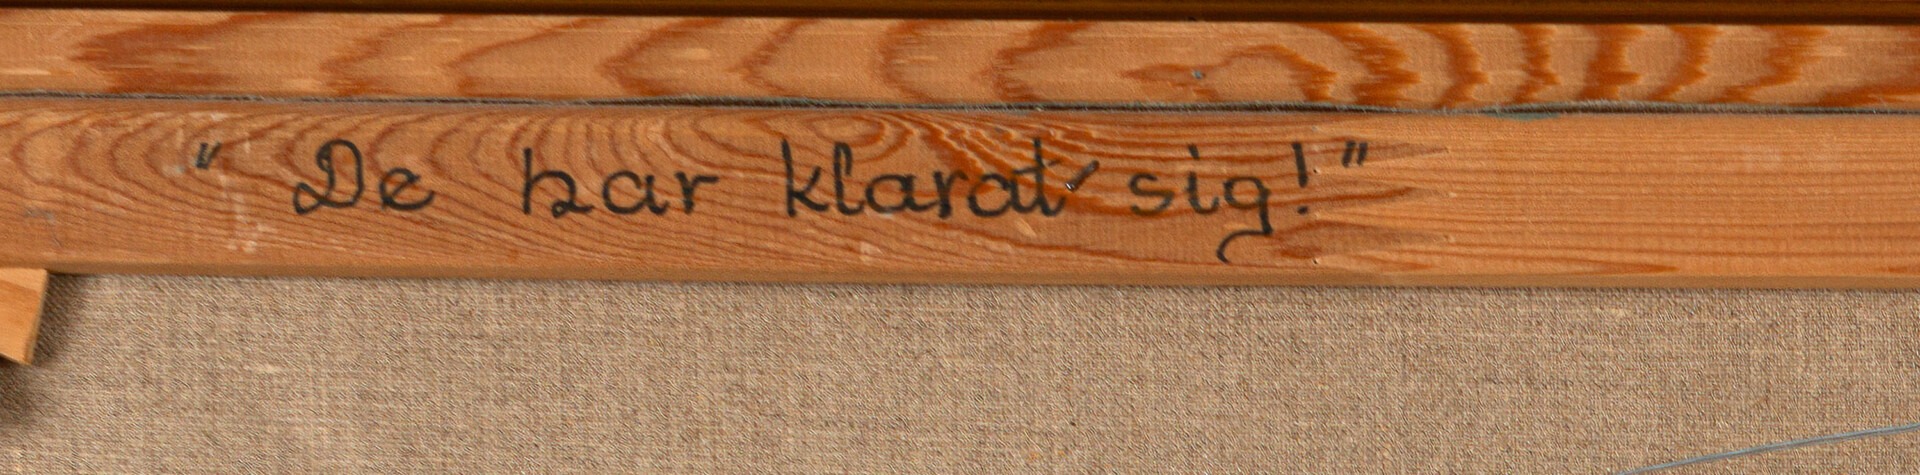 "De har klarat sig!"